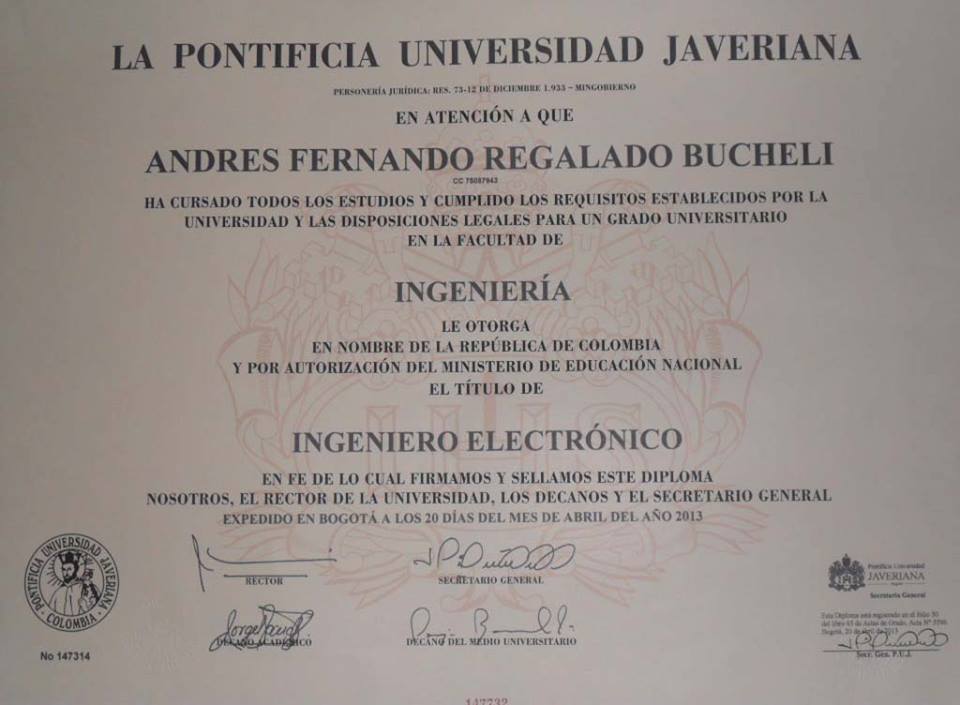 LA PONTIFICIA UNIVERSIDAD JAVERIANA
PERSONERÍA JURÍDICA: RES. 73-12 DE DICIEMBRE 1.933 – MINGOBIERNO
EN ATENCIÓN A QUE
ANDRES FERNANDO REGALADO BUCHELI
CC 76087943
HA CURSADO TODOS LOS ESTUDIOS Y CUMPLIDO LOS REQUISITOS ESTABLECIDOS POR LA
UNIVERSIDAD Y LAS DISPOSICIONES LEGALES PARA UN GRADO UNIVERSITARIO
EN LA FACULTAD DE
INGENIERÍA
LE OTORGA
EN NOMBRE DE LA REPÚBLICA DE COLOMBIA
Y POR AUTORIZACIÓN DEL MINISTERIO DE EDUCACIÓN NACIONAL
EL TÍTULO DE
INGENIERO ELECTRÓNICO
EN FE DE LO CUAL FIRMAMOS Y SELLAMOS ESTE DIPLOMA
NOSOTROS, EL RECTOR DE LA UNIVERSIDAD, LOS DECANOS Y EL SECRETARIO GENERAL
EXPEDIDO EN BOGOTÁ A LOS 20 DÍAS DEL MES DE ABRIL DEL AÑO 2013
RECTOR
SECRETARIO GENERAL
DECANO ACADÉMICO
DECANO DEL MEDIO UNIVERSITARIO
PONTIFICIA UNIVERSIDAD JAVERIANA
COLOMBIA
No 147314
Pontificia Universidad
JAVERIANA
Bogotá
Secretaría General
Este Diploma está registrado en el folio 30
del libro 45 de Actas de Grado, Acta Nº
Bogotá, 20 de abril de 2013
Secr. Gen. P.U.J.
147732